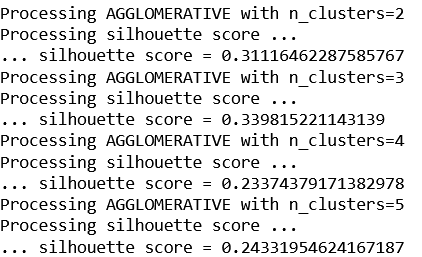 Processing AGGLOMERATIVE with n_clusters=2
Processing silhouette score ...
... silhouette score = 0.31116462287585767
Processing AGGLOMERATIVE with n_clusters=3
Processing silhouette score ...
... silhouette score = 0.339815221143139
Processing AGGLOMERATIVE with n_clusters=4
Processing silhouette score ...
... silhouette score = 0.23374379171382978
Processing AGGLOMERATIVE with n_clusters=5
Processing silhouette score ...
... silhouette score = 0.24331954624167187